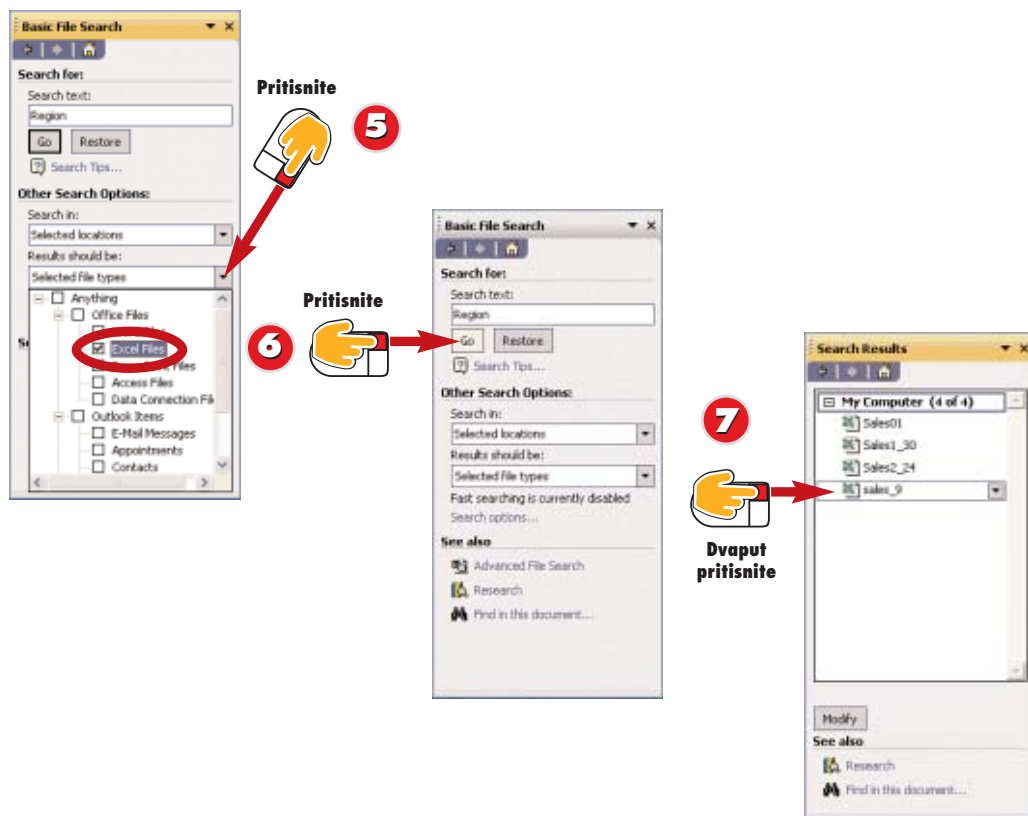 Basic File Search
Search for:
Search text:
Region
Go Restore
Search Tips...
Other Search Options:
Search in:
Selected locations
Results should be:
Selected file types
Anything
Office Files
Excel Files
Files
Access Files
Data Connection Fil
Outlook Items
E-Mail Messages
Appointments
Contacts
Pritisnite
5
Pritisnite
6
Basic File Search
Search for:
Search text:
Region
Go Restore
Search Tips...
Other Search Options:
Search in:
Selected locations
Results should be:
Selected file types
Fast searching is currently disabled
Search options...
See also
Advanced File Search
Research
Find in this document...
7
Dvaput
pritisnite
Search Results
My Computer (4 of 4)
Sales01
Sales1_30
Sales2_24
sales_9
Modify
See also
Research
Find in this document...